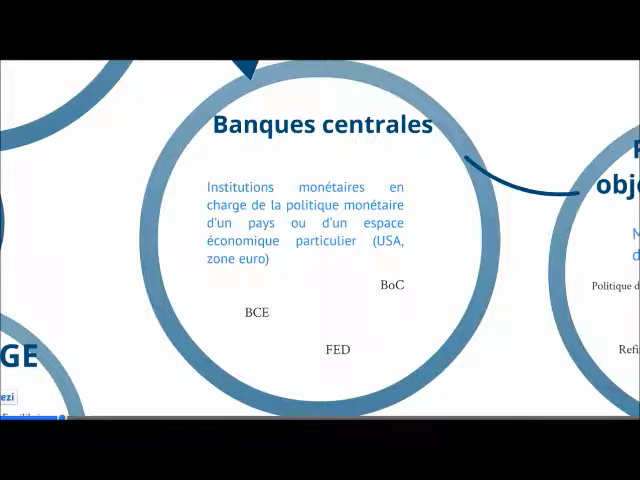 Banques centrales
Institutions monétaires en
charge de la politique monétaire
d'un pays ou d'un espace
économique particulier (USA,
zone euro)
BoC
BCE
FED
GE
ezi
obje
Politique d
Refi